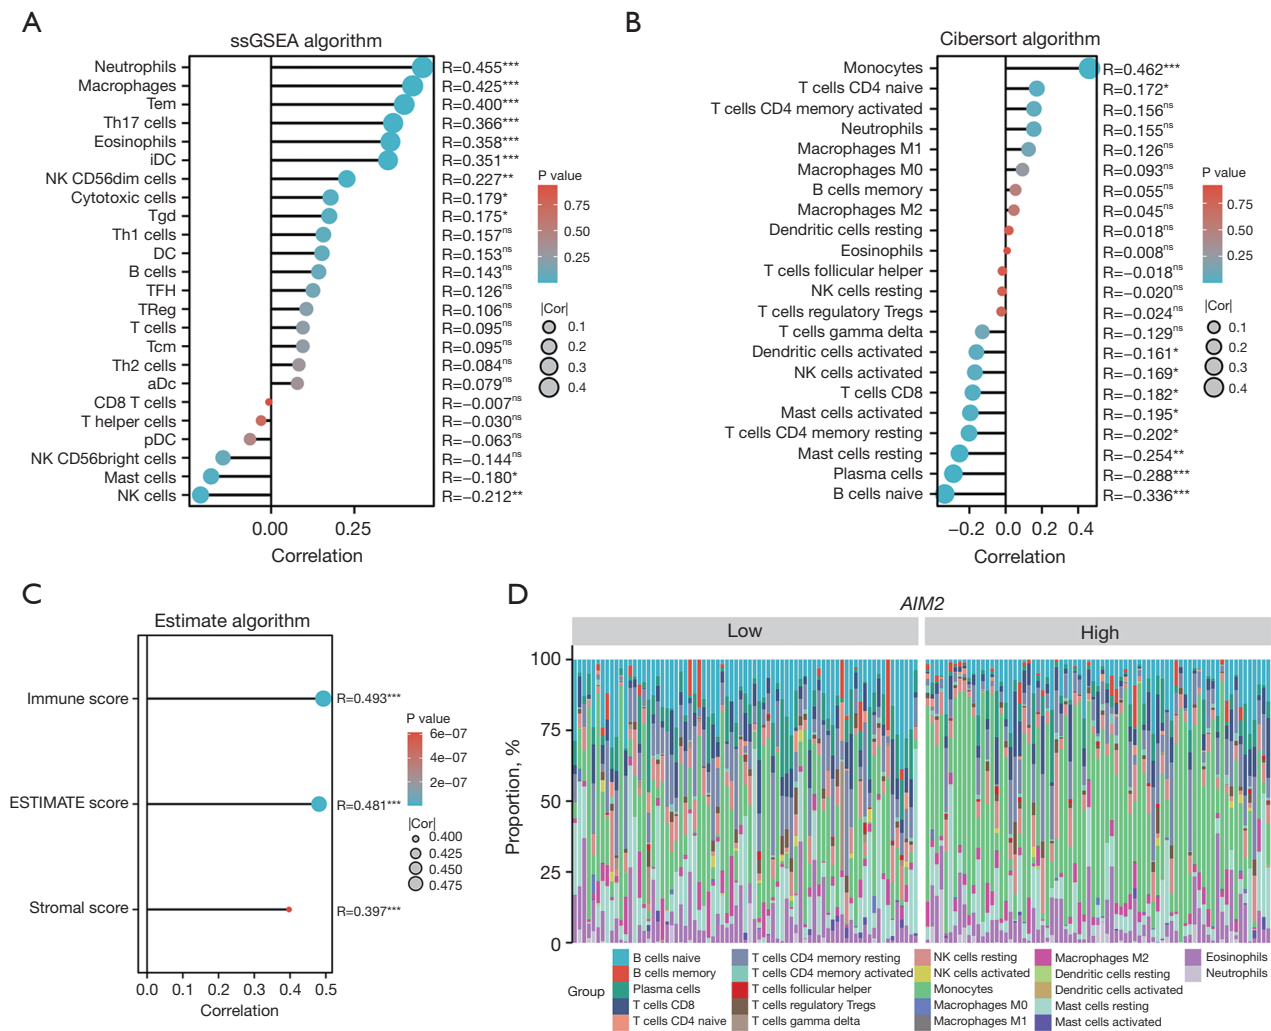 A
ssGSEA algorithm
Neutrophils R=0.455***
Macrophages R=0.425***
Tem R=0.400***
Th17 cells R=0.366***
Eosinophils R=0.358***
iDC R=0.351***
NK CD56dim cells R=0.227**
Cytotoxic cells R=0.179*
Tgd R=0.175*
Th1 cells R=0.157ns
DC R=0.153ns
B cells R=0.143ns
TFH R=0.126ns
TReg R=0.106ns
T cells R=0.095ns
Tcm R=0.095ns
Th2 cells R=0.084ns
aDc R=0.079ns
CD8 T cells R=−0.007ns
T helper cells R=−0.030ns
pDC R=−0.063ns
NK CD56bright cells R=−0.144ns
Mast cells R=−0.180*
NK cells R=−0.212**
0.00 0.25
Correlation
P value
0.75
0.50
0.25
|Cor|
0.1
0.2
0.3
0.4
B
Cibersort algorithm
Monocytes R=0.462***
T cells CD4 naive R=0.172*
T cells CD4 memory activated R=0.156ns
Neutrophils R=0.155ns
Macrophages M1 R=0.126ns
Macrophages M0 R=0.093ns
B cells memory R=0.055ns
Macrophages M2 R=0.045ns
Dendritic cells resting R=0.018ns
Eosinophils R=0.008ns
T cells follicular helper R=−0.018ns
NK cells resting R=−0.020ns
T cells regulatory Tregs R=−0.024ns
T cells gamma delta R=−0.129ns
Dendritic cells activated R=−0.161*
NK cells activated R=−0.169*
T cells CD8 R=−0.182*
Mast cells activated R=−0.195*
T cells CD4 memory resting R=−0.202*
Mast cells resting R=−0.254**
Plasma cells R=−0.288***
B cells naive R=−0.336***
−0.2 0.0 0.2 0.4
Correlation
P value
0.75
0.50
0.25
|Cor|
0.1
0.2
0.3
0.4
C
Estimate algorithm
Immune score R=0.493***
ESTIMATE score R=0.481***
Stromal score R=0.397***
0.0 0.1 0.2 0.3 0.4 0.5
Correlation
P value
6e−07
4e−07
2e−07
|Cor|
0.400
0.425
0.450
0.475
D
AIM2
Low High
Proportion, %
100
75
50
25
0
Group
B cells naive
B cells memory
Plasma cells
T cells CD8
T cells CD4 naive
T cells CD4 memory resting
T cells CD4 memory activated
T cells follicular helper
T cells regulatory Tregs
T cells gamma delta
NK cells resting
NK cells activated
Monocytes
Macrophages M0
Macrophages M1
Macrophages M2
Dendritic cells resting
Dendritic cells activated
Mast cells resting
Mast cells activated
Eosinophils
Neutrophils